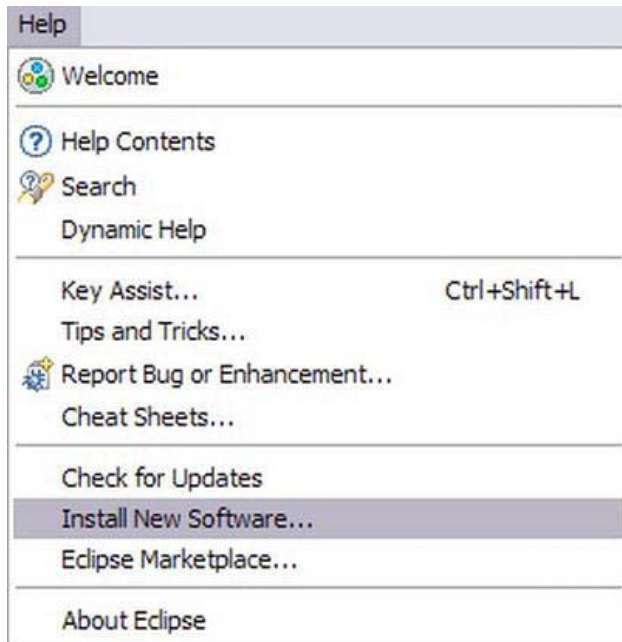 Help
Welcome
Help Contents
Search
Dynamic Help
Key Assist... Ctrl+Shift+L
Tips and Tricks...
Report Bug or Enhancement...
Cheat Sheets...
Check for Updates
Install New Software...
Eclipse Marketplace...
About Eclipse